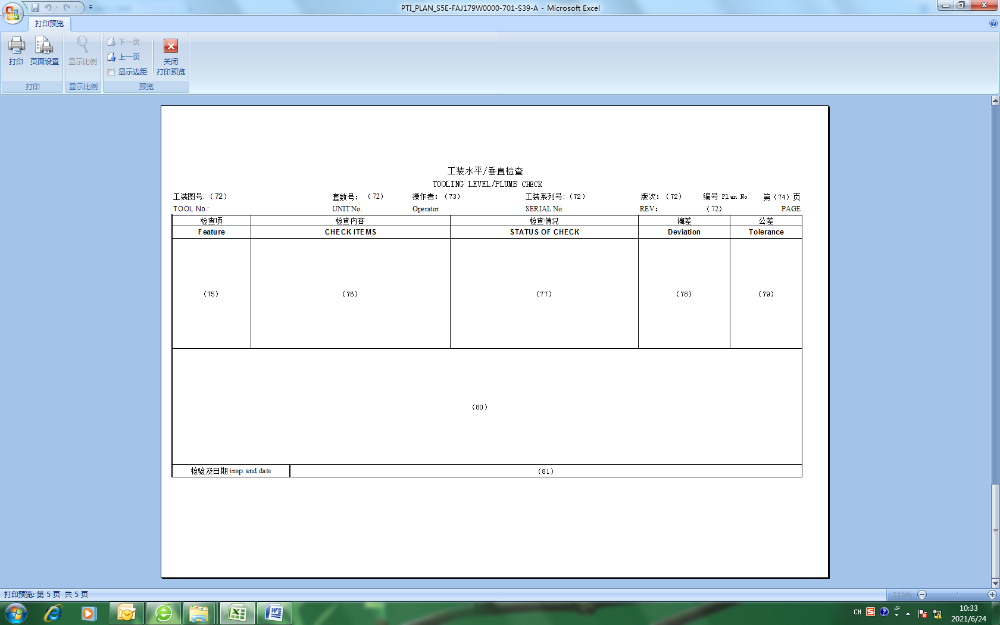 PTI_PLAN_S5E-FAJ179W0000-701-S39-A - Microsoft Excel
打印预览
打印
页面设置
显示比例
下一页
上一页
显示边距
关闭
打印预览
打印
显示比例
预览
工装水平/垂直检查
TOOLING LEVEL/PLUMB CHECK
工装图号:（72） 套数号：（72） 操作者：（73） 工装系列号:（72） 版次：（72） 编号 Plan No 第（74）页
TOOL No.: UNIT No. Operator SERIAL No. REV： （72） PAGE
检查项 检查内容 检查情况 偏差 公差
Feature CHECK ITEMS STATUS OF CHECK Deviation Tolerance
（75） （76） （77） （78） （79）
（80）
检验及日期 insp. and date （81）
打印预览: 第 5 页 共 5 页
115%
CH
10:33
2021/6/24